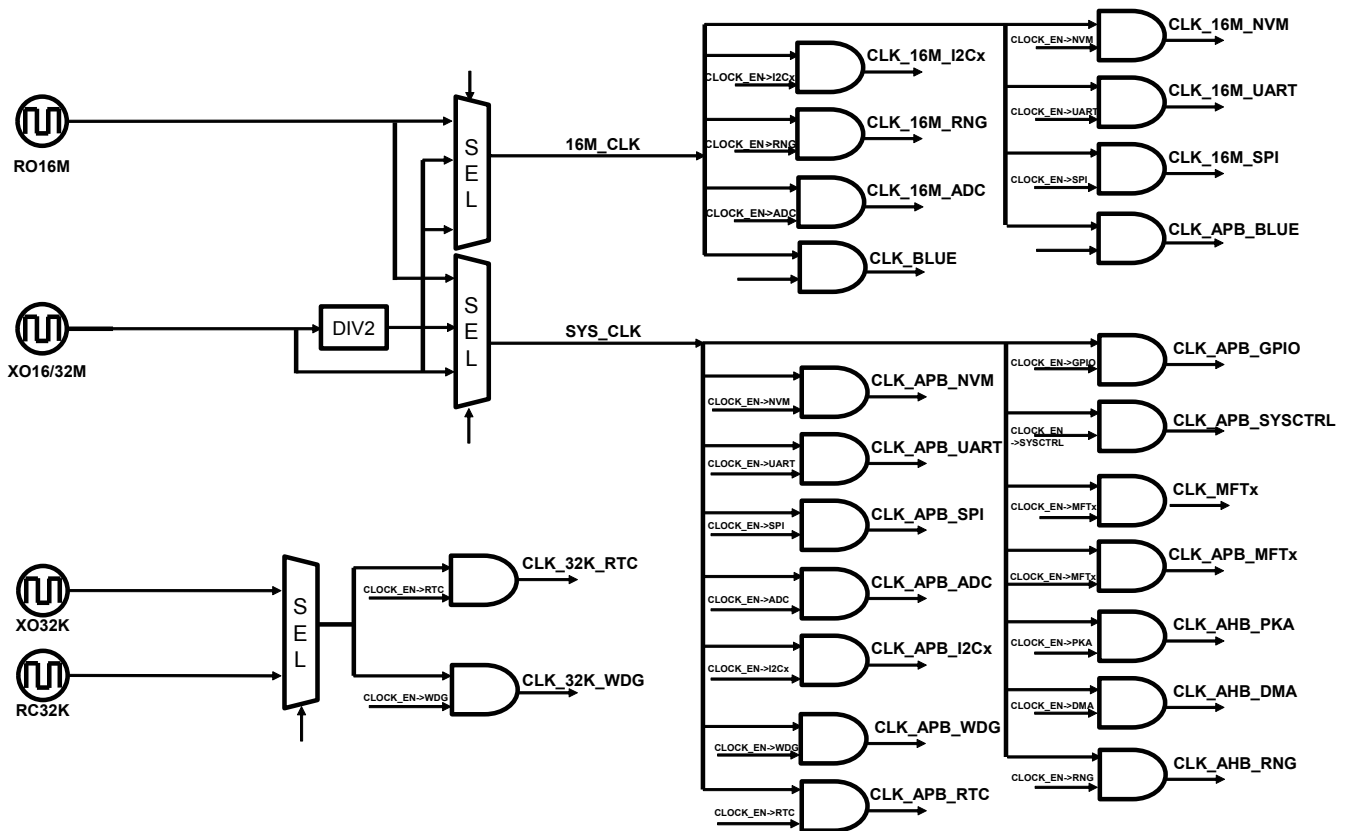 RO16M
XO16/32M
DIV2
SEL
SEL
16M_CLK
SYS_CLK
CLOCK_EN->I2Cx
CLK_16M_I2Cx
CLOCK_EN->RNG
CLK_16M_RNG
CLOCK_EN->ADC
CLK_16M_ADC
CLK_BLUE
CLOCK_EN->NVM
CLK_16M_NVM
CLOCK_EN->UART
CLK_16M_UART
CLOCK_EN->SPI
CLK_16M_SPI
CLK_APB_BLUE
CLOCK_EN->NVM
CLK_APB_NVM
CLOCK_EN->UART
CLK_APB_UART
CLOCK_EN->SPI
CLK_APB_SPI
CLOCK_EN->ADC
CLK_APB_ADC
CLOCK_EN->I2Cx
CLK_APB_I2Cx
CLOCK_EN->WDG
CLK_APB_WDG
CLOCK_EN->RTC
CLK_APB_RTC
CLOCK_EN->GPIO
CLK_APB_GPIO
CLOCK_EN
->SYSCTRL
CLK_APB_SYSCTRL
CLOCK_EN->MFTx
CLK_MFTx
CLOCK_EN->MFTx
CLK_APB_MFTx
CLOCK_EN->PKA
CLK_AHB_PKA
CLOCK_EN->DMA
CLK_AHB_DMA
CLOCK_EN->RNG
CLK_AHB_RNG
XO32K
RC32K
SEL
CLOCK_EN->RTC
CLK_32K_RTC
CLOCK_EN->WDG
CLK_32K_WDG